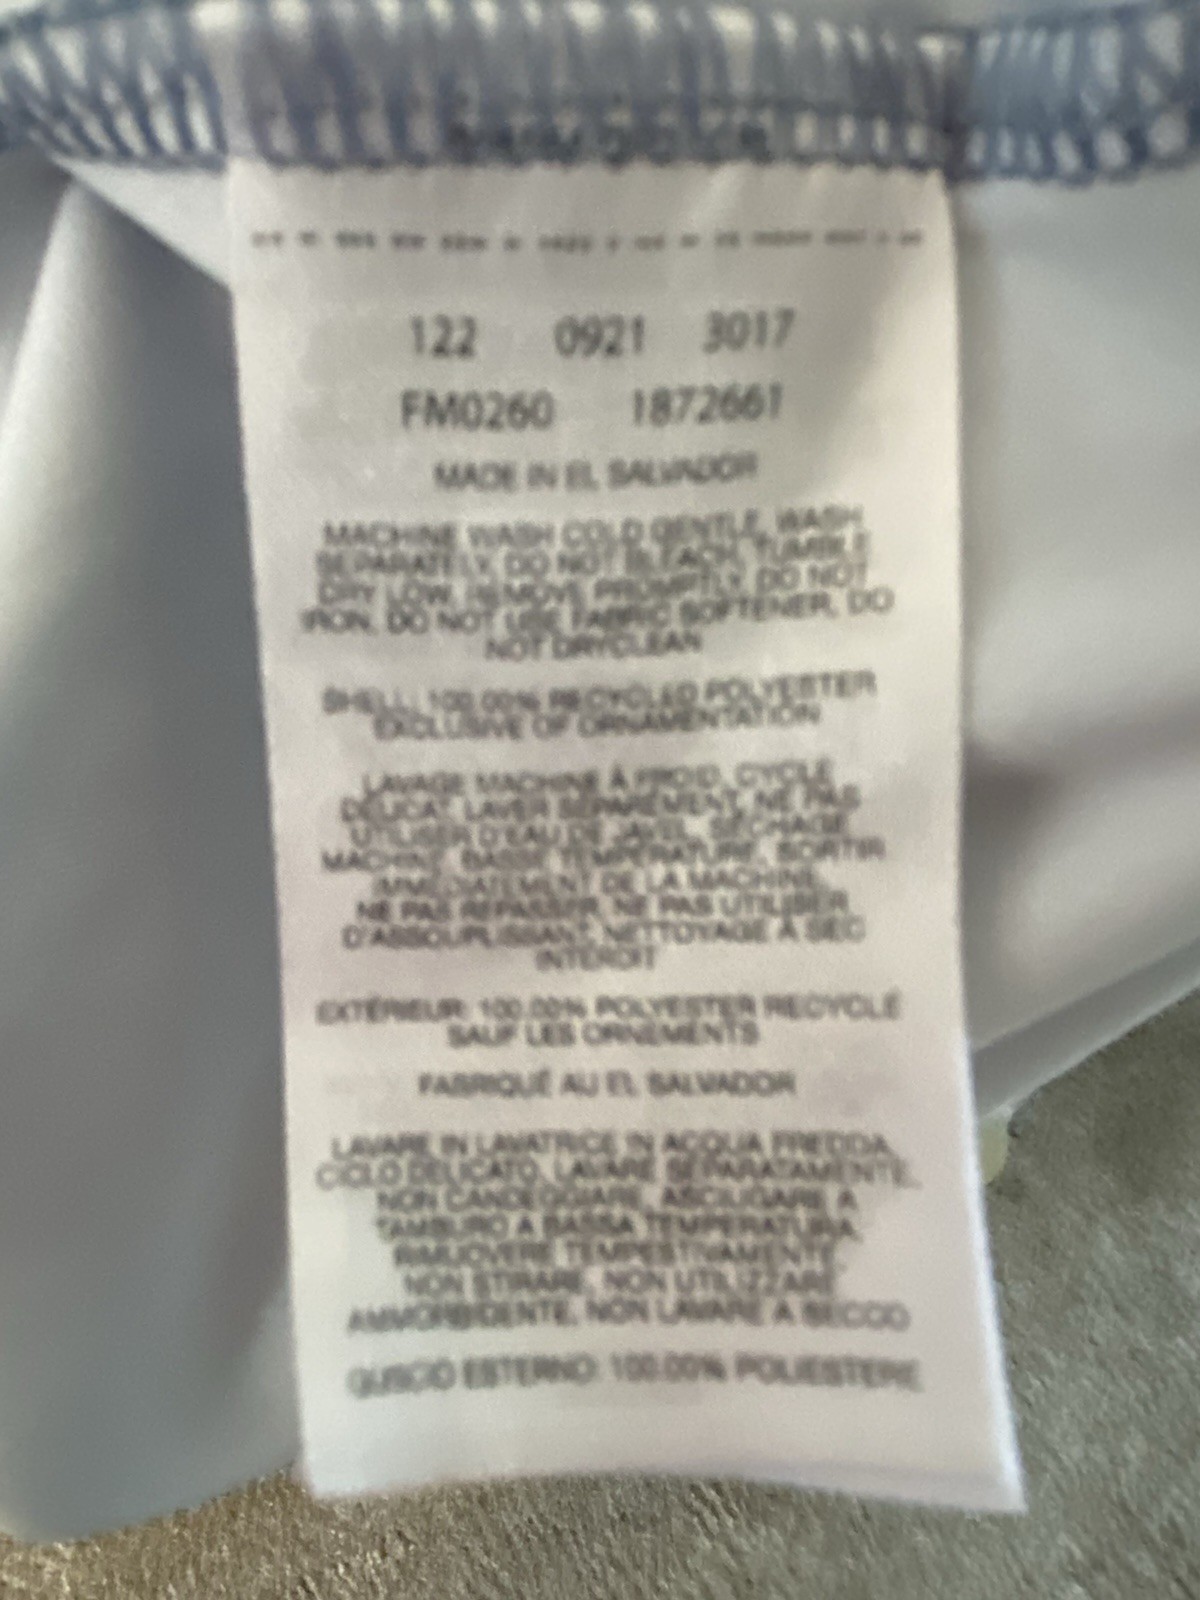 122 0921 3017
FM0260 1872661
MADE IN EL SALVADOR
MACHINE WASH COLD GENTLE, WASH
SEPARATELY, DO NOT BLEACH, TUMBLE
DRY LOW, REMOVE PROMPTLY, DO NOT
IRON, DO NOT USE FABRIC SOFTENER, DO
NOT DRYCLEAN
SHELL: 100.00% RECYCLED POLYESTER
EXCLUSIVE OF ORNAMENTATION
LAVAGE MACHINE À FROID, CYCLE
DÉLICAT, LAVER SÉPARÉMENT, NE PAS
UTILISER D'EAU DE JAVEL, SÉCHAGE
MACHINE, BASSE TEMPÉRATURE, SORTIR
IMMÉDIATEMENT DE LA MACHINE,
NE PAS REPASSER, NE PAS UTILISER
D'ASSOUPLISSANT, NETTOYAGE À SEC
INTERDIT
EXTÉRIEUR: 100.00% POLYESTER RECYCLÉ
SAUF LES ORNEMENTS
FABRIQUÉ AU EL SALVADOR
LAVARE IN LAVATRICE IN ACQUA FREDDA,
CICLO DELICATO, LAVARE SEPARATAMENTE,
NON CANDEGGIARE, ASCIUGARE A
TAMBURO A BASSA TEMPERATURA,
RIMUOVERE TEMPESTIVAMENTE,
NON STIRARE, NON UTILIZZARE
AMMORBIDENTE, NON LAVARE A SECCO
GUSCIO ESTERNO: 100.00% POLIESTERE